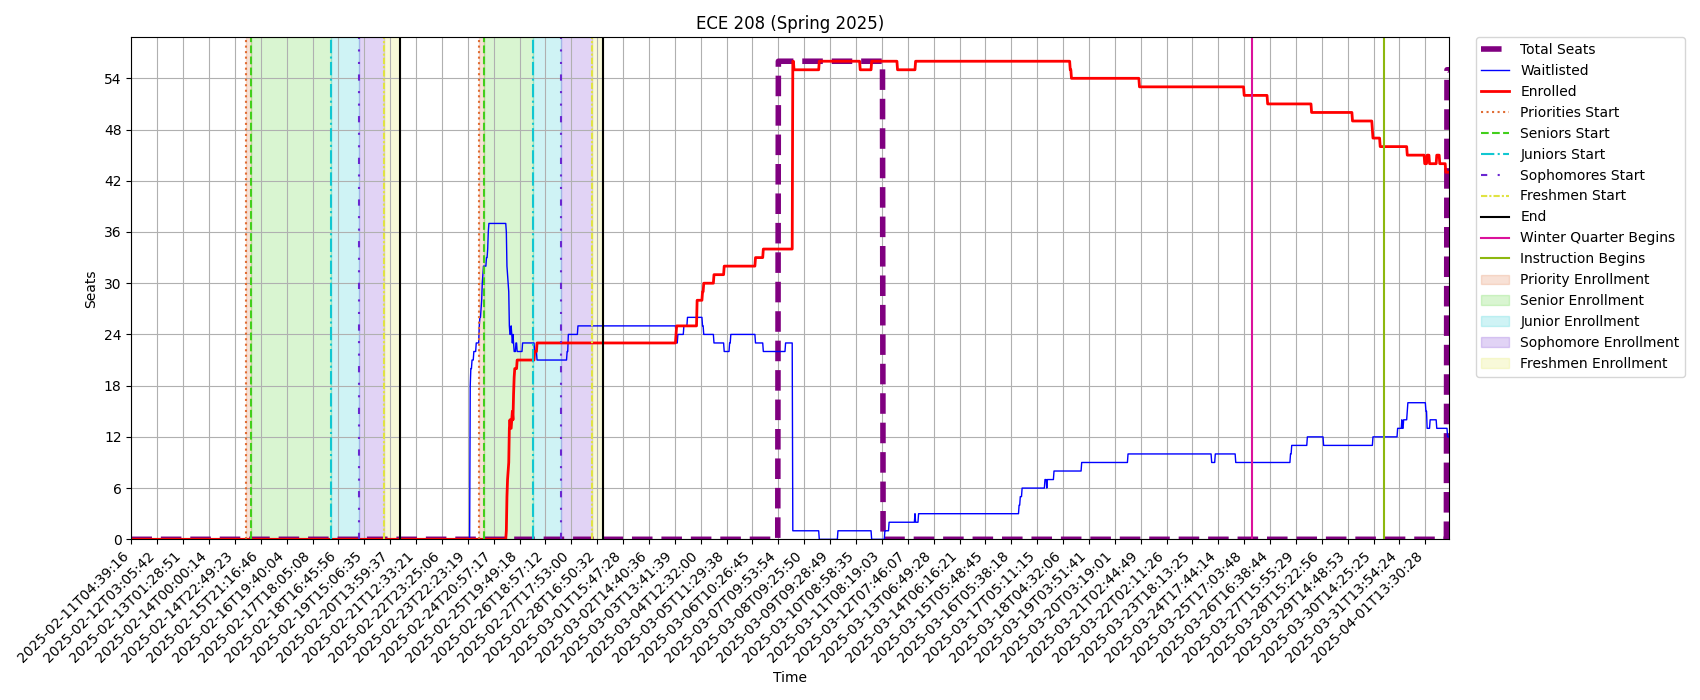 ECE 208 (Spring 2025)
Seats
54
48
42
36
30
24
18
12
6
0
2025-02-11T04:39:16
2025-02-12T03:05:42
2025-02-13T01:28:51
2025-02-14T00:00:14
2025-02-14T22:49:23
2025-02-15T21:16:46
2025-02-16T19:40:04
2025-02-17T18:05:08
2025-02-18T16:45:56
2025-02-19T15:06:35
2025-02-20T13:59:37
2025-02-21T12:33:21
2025-02-22T23:25:06
2025-02-23T22:23:19
2025-02-24T20:57:17
2025-02-25T19:49:18
2025-02-26T18:57:12
2025-02-27T17:53:00
2025-02-28T16:50:32
2025-03-01T15:47:28
2025-03-02T14:40:36
2025-03-03T13:41:39
2025-03-04T12:32:00
2025-03-05T11:29:38
2025-03-06T10:26:45
2025-03-07T09:53:54
2025-03-08T09:25:50
2025-03-09T09:28:49
2025-03-10T08:58:35
2025-03-11T08:19:03
2025-03-12T07:46:07
2025-03-13T06:49:28
2025-03-14T06:16:21
2025-03-15T05:48:45
2025-03-16T05:38:18
2025-03-17T05:11:15
2025-03-18T04:32:06
2025-03-19T03:51:41
2025-03-20T03:19:01
2025-03-21T02:44:49
2025-03-22T02:11:26
2025-03-23T18:13:25
2025-03-24T17:44:14
2025-03-25T17:03:48
2025-03-26T16:38:44
2025-03-27T15:55:29
2025-03-28T15:22:56
2025-03-29T14:48:53
2025-03-30T14:25:25
2025-03-31T13:54:24
2025-04-01T13:30:28
Time
Total Seats
Waitlisted
Enrolled
Priorities Start
Seniors Start
Juniors Start
Sophomores Start
Freshmen Start
End
Winter Quarter Begins
Instruction Begins
Priority Enrollment
Senior Enrollment
Junior Enrollment
Sophomore Enrollment
Freshmen Enrollment